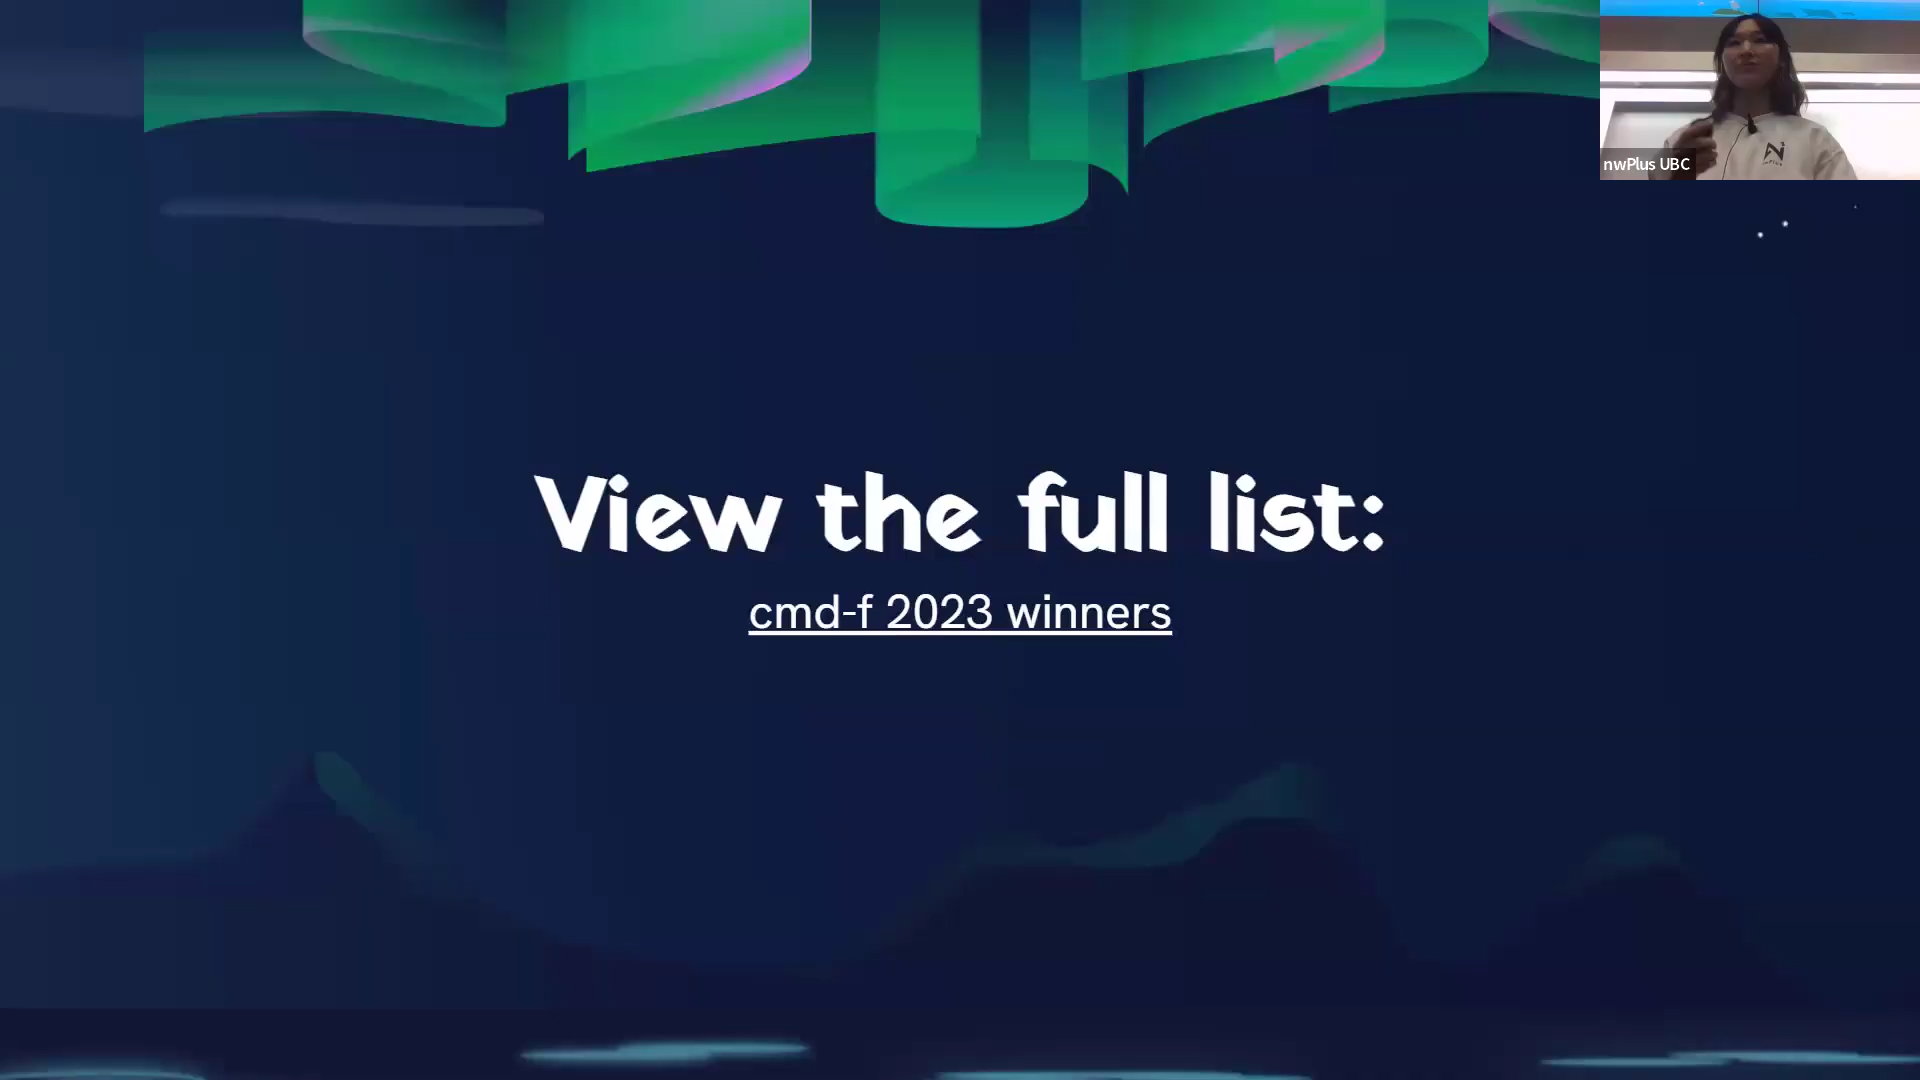 nwPlus UBC
View the full list:
cmd-f 2023 winners